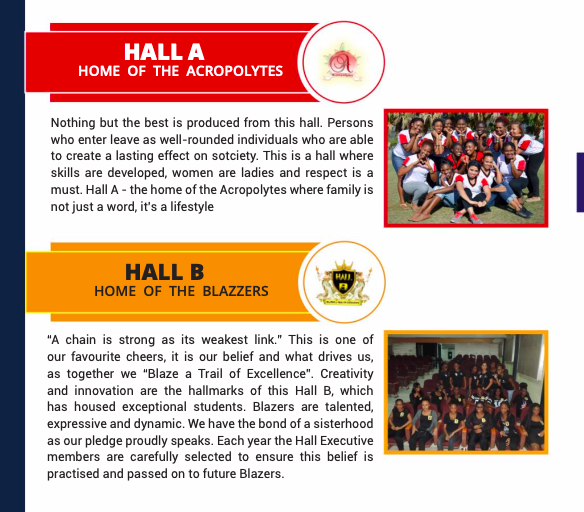 HALL A
HOME OF THE ACROPOLYTES
Nothing but the best is produced from this hall. Persons
who enter leave as well-rounded individuals who are able
to create a lasting effect on sotciety. This is a hall where
skills are developed, women are ladies and respect is a
must. Hall A - the home of the Acropolytes where family is
not just a word, it's a lifestyle
HALL B
HOME OF THE BLAZZERS
HALL
B
“A chain is strong as its weakest link.” This is one of
our favourite cheers, it is our belief and what drives us,
as together we “Blaze a Trail of Excellence”. Creativity
and innovation are the hallmarks of this Hall B, which
has housed exceptional students. Blazers are talented,
expressive and dynamic. We have the bond of a sisterhood
as our pledge proudly speaks. Each year the Hall Executive
members are carefully selected to ensure this belief is
practised and passed on to future Blazers.